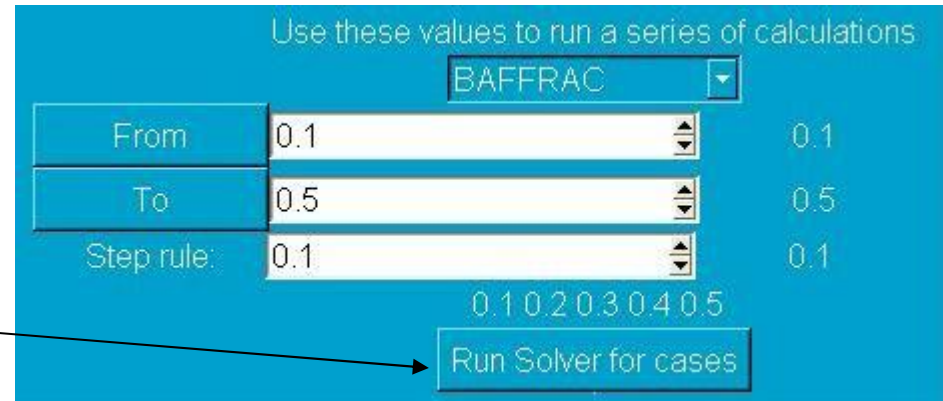 Use these values to run a series of calculations
BAFFRAC
From 0.1 0.1
To 0.5 0.5
Step rule: 0.1 0.1
0.1 0.2 0.3 0.4 0.5
Run Solver for cases